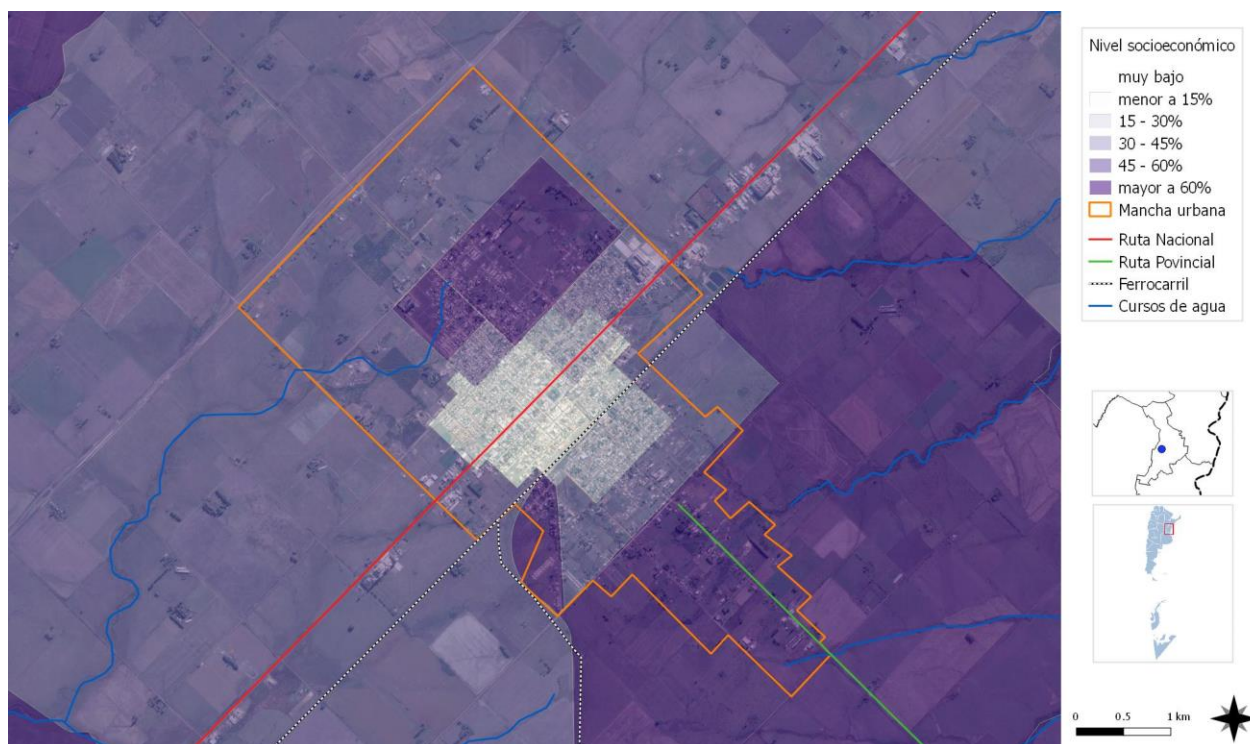 Nivel socioeconómico
muy bajo
menor a 15%
15 - 30%
30 - 45%
45 - 60%
mayor a 60%
Mancha urbana
Ruta Nacional
Ruta Povincial
Ferrocarril
Cursos de agua
0 0.5 1 km